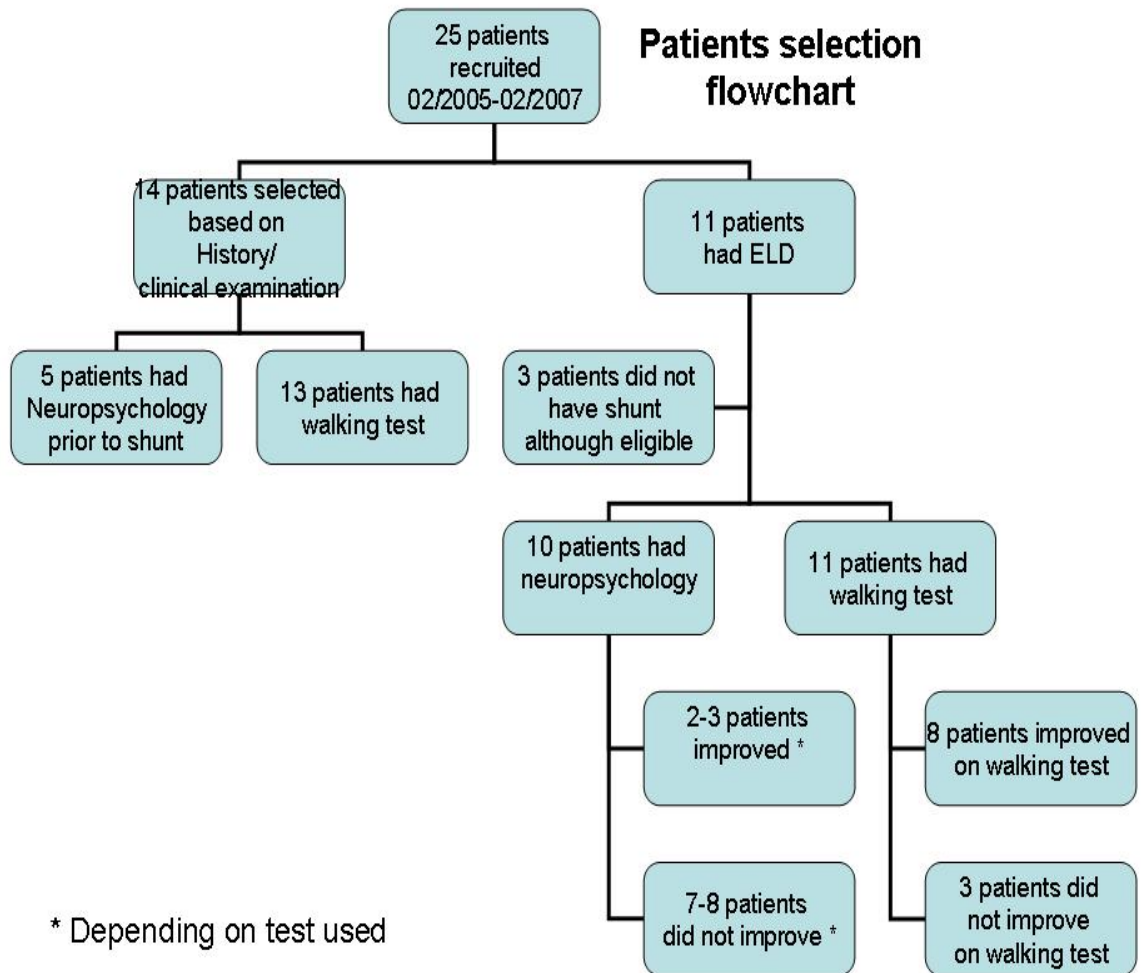 25 patients
recruited
02/2005-02/2007
Patients selection
flowchart
14 patients selected
based on
History/
clinical examination
11 patients
had ELD
5 patients had
Neuropsychology
prior to shunt
13 patients had
walking test
3 patients did not
have shunt
although eligible
10 patients had
neuropsychology
11 patients had
walking test
2-3 patients
improved *
8 patients improved
on walking test
7-8 patients
did not improve *
3 patients did
not improve
on walking test
* Depending on test used